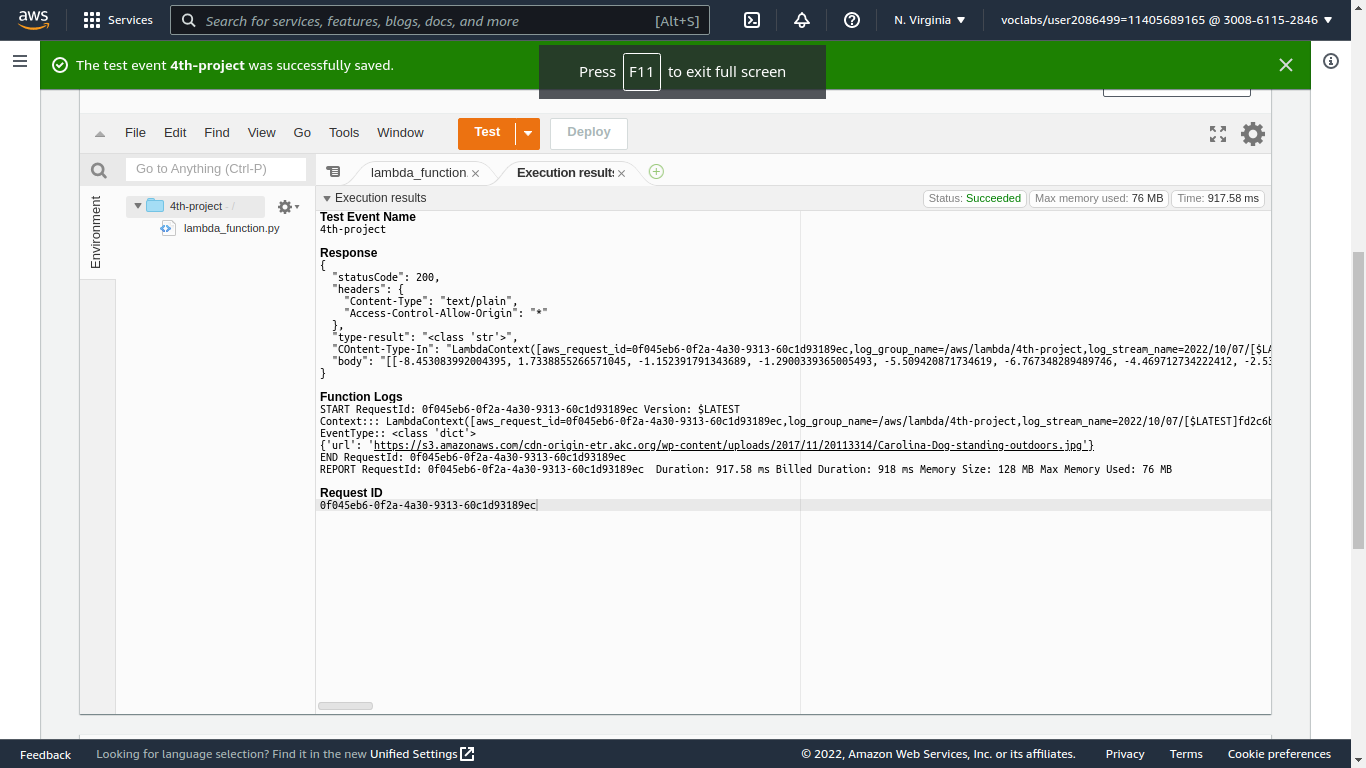 aws Services Search for services, features, blogs, docs, and more [Alt+S] N. Virginia voclabs/user2086499=11405689165 @ 3008-6115-2846
The test event 4th-project was successfully saved.
Press F11 to exit full screen
File Edit Find View Go Tools Window Test Deploy
Go to Anything (Ctrl-P)
lambda_function
Execution results
Environment
4th-project - /
lambda_function.py
Execution results
Status: Succeeded Max memory used: 76 MB Time: 917.58 ms
Test Event Name
4th-project
Response
{
"statusCode": 200,
"headers": {
"Content-Type": "text/plain",
"Access-Control-Allow-Origin": "*"
},
"type-result": "<class 'str'>",
"COntent-Type-In": "LambdaContext([aws_request_id=0f045eb6-0f2a-4a30-9313-60c1d93189ec,log_group_name=/aws/lambda/4th-project,log_stream_name=2022/10/07/[$LA
"body": "[[-8.453083992004395, 1.7338855266571045, -1.152391791343689, -1.2900339365005493, -5.509420871734619, -6.767348289489746, -4.469712734222412, -2.53
}
Function Logs
START RequestId: 0f045eb6-0f2a-4a30-9313-60c1d93189ec Version: $LATEST
Context::: LambdaContext([aws_request_id=0f045eb6-0f2a-4a30-9313-60c1d93189ec,log_group_name=/aws/lambda/4th-project,log_stream_name=2022/10/07/[$LATEST]fd2c6b
EventType:: <class 'dict'>
{'url': 'https://s3.amazonaws.com/cdn-origin-etr.akc.org/wp-content/uploads/2017/11/20113314/Carolina-Dog-standing-outdoors.jpg'}
END RequestId: 0f045eb6-0f2a-4a30-9313-60c1d93189ec
REPORT RequestId: 0f045eb6-0f2a-4a30-9313-60c1d93189ec Duration: 917.58 ms Billed Duration: 918 ms Memory Size: 128 MB Max Memory Used: 76 MB
Request ID
0f045eb6-0f2a-4a30-9313-60c1d93189ec
Feedback Looking for language selection? Find it in the new Unified Settings © 2022, Amazon Web Services, Inc. or its affiliates. Privacy Terms Cookie preferences